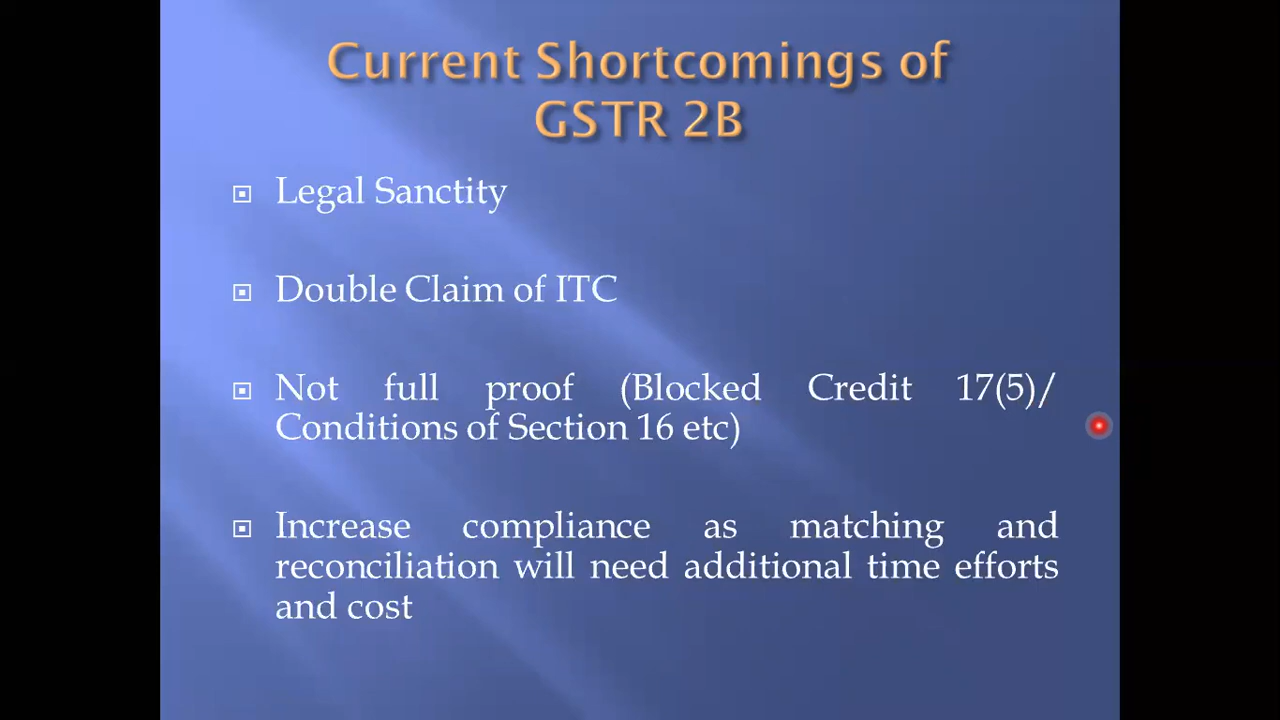 Current Shortcomings of
GSTR 2B
Legal Sanctity
Double Claim of ITC
Not full proof (Blocked Credit 17(5)/
Conditions of Section 16 etc)
Increase compliance as matching and
reconciliation will need additional time efforts
and cost